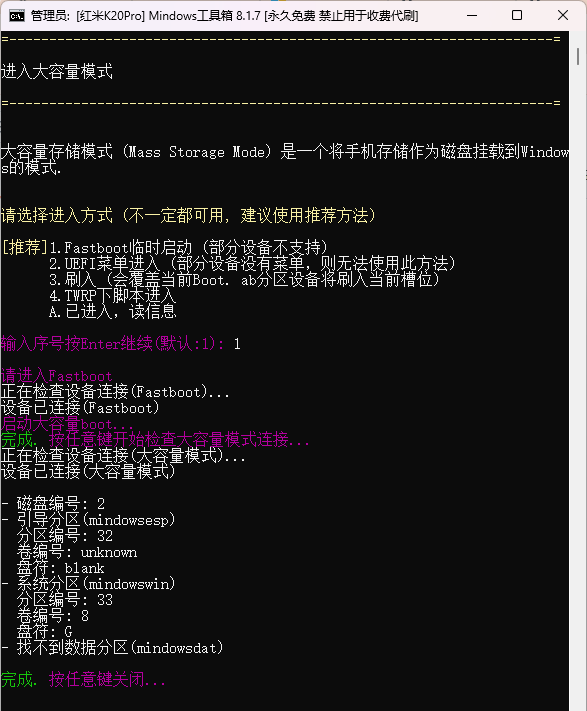 管理员: [红米K20Pro] Mindows工具箱 8.1.7 [永久免费 禁止用于收费代刷]
=--------------------------------------------------------------------=
进入大容量模式
=--------------------------------------------------------------------=
大容量存储模式 (Mass Storage Mode) 是一个将手机存储作为磁盘挂载到Window
s的模式.
请选择进入方式 (不一定都可用, 建议使用推荐方法)
[推荐]1.Fastboot临时启动 (部分设备不支持)
2.UEFI菜单进入 (部分设备没有菜单, 则无法使用此方法)
3.刷入 (会覆盖当前Boot. ab分区设备将刷入当前槽位)
4.TWRP下脚本进入
A.已进入, 读信息
输入序号按Enter继续(默认:1): 1
请进入Fastboot
正在检查设备连接(Fastboot)...
设备已连接(Fastboot)
启动大容量boot...
完成. 按任意键开始检查大容量模式连接...
正在检查设备连接(大容量模式)...
设备已连接(大容量模式)
- 磁盘编号: 2
- 引导分区(mindowsesp)
分区编号: 32
卷编号: unknown
盘符: blank
- 系统分区(mindowswin)
分区编号: 33
卷编号: 8
盘符: G
- 找不到数据分区(mindowsdat)
完成. 按任意键关闭...